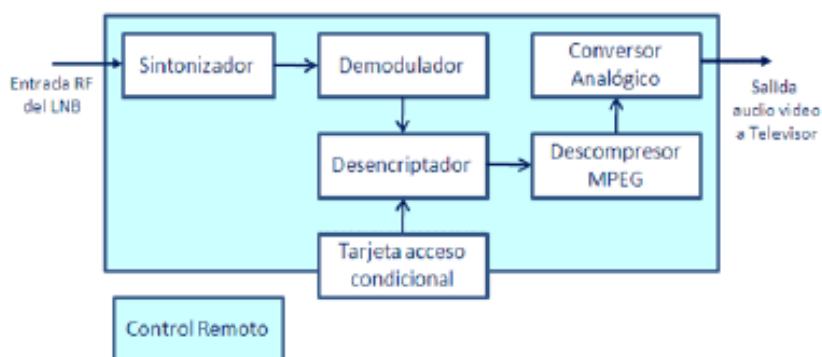 Entrada RF
del LNB
Sintonizador
Demodulador
Conversor
Analógico
Salida
audio video
a Televisor
Desencriptador
Descompresor
MPEG
Tarjeta acceso
condicional
Control Remoto